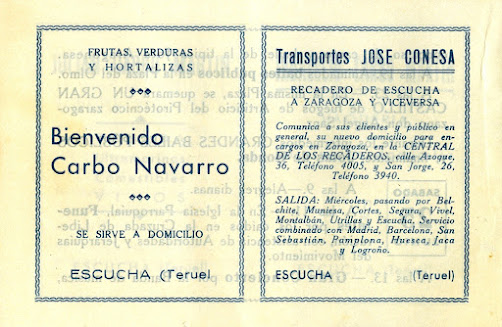 FRUTAS, VERDURAS
Y HORTALIZAS
Bienvenido
Carbo Navarro
SE SIRVE A DOMICILIO
ESCUCHA (Teruel
Transportes JOSE CONESA
RECADERO DE ESCUCHA
A ZARAGOZA Y VICEVERSA
Comunica a sus clientes y público en
general, su nuevo domicilio para en-
cargos en Zaragoza, en la CENTRAL
DE LOS RECADEROS, calle Azoque,
36, Teléfono 4005, y San Jorge, 26,
Teléfono 3940.
SALIDA: Miércoles, pasando por Bel-
chite, Muniesa, Cortes, Segura, Vivel,
Montalbán, Utrillas y Escucha, Servicio
combinado con Madrid, Barcelona, San
Sebastián, Pamplona, Huesca, Jaca
y Logroño.
ESCUCHA (Teruel)